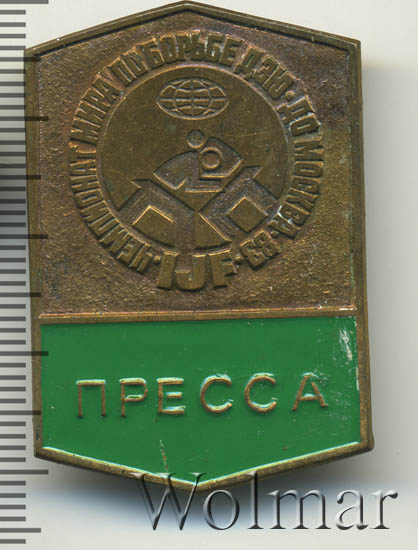 ЧЕМПИОНАТ МИРА ПО БОРЬБЕ ДЗЮ-ДО МОСКВА-83-
IJF
ПРЕССА
Wolmar